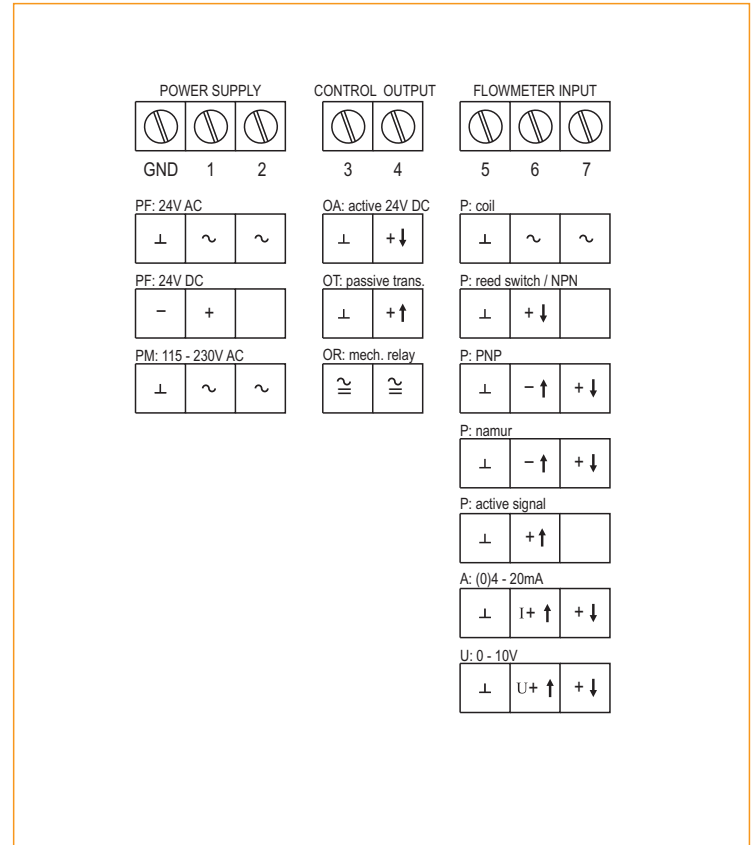 POWER SUPPLY CONTROL OUTPUT FLOWMETER INPUT
GND 1 2 3 4 5 6 7
PF: 24V AC OA: active 24V DC P: coil
⊥ ~ ~ ⊥ +↓ ⊥ ~ ~
PF: 24V DC OT: passive trans. P: reed switch / NPN
− + ⊥ +↑ ⊥ +↓
PM: 115 - 230V AC OR: mech. relay P: PNP
⊥ ~ ~ ≅ ≅ ⊥ −↑ +↓
P: namur
⊥ −↑ +↓
P: active signal
⊥ +↑
A: (0)4 - 20mA
⊥ I+ ↑ +↓
U: 0 - 10V
⊥ U+ ↑ +↓